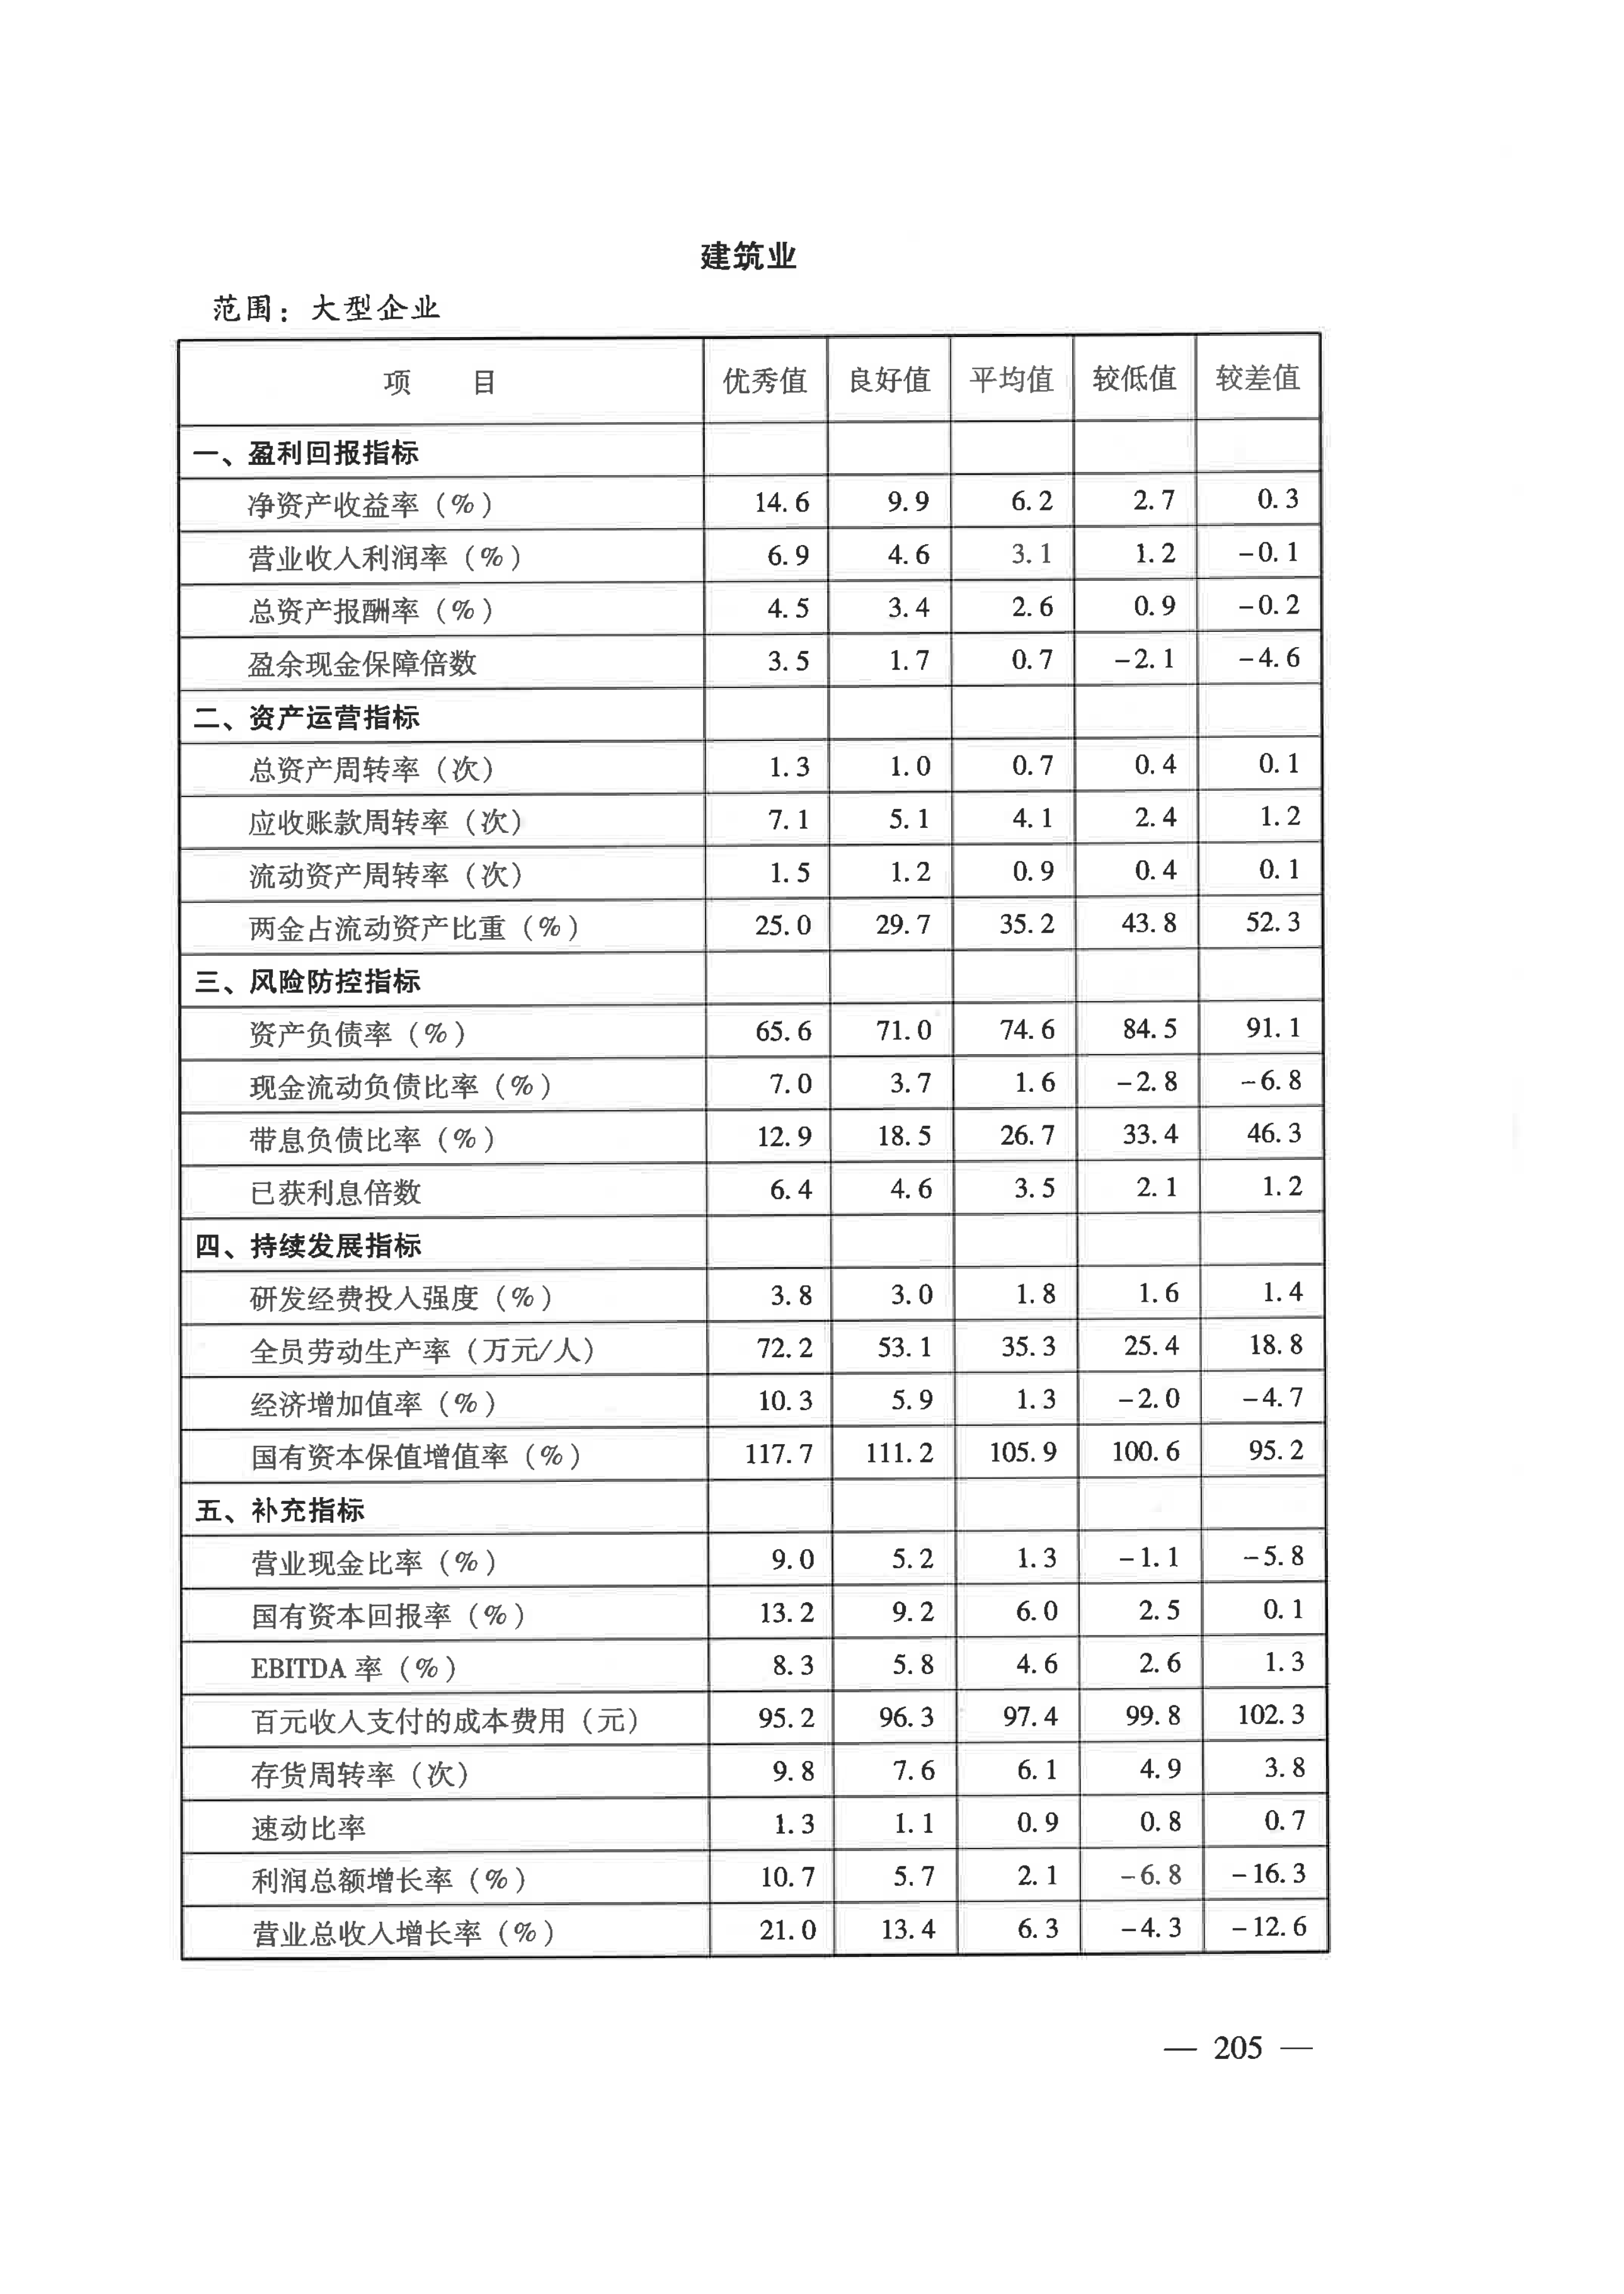 建筑业
范围：大型企业
项 目 优秀值 良好值 平均值 较低值 较差值
一、盈利回报指标
净资产收益率（%） 14.6 9.9 6.2 2.7 0.3
营业收入利润率（%） 6.9 4.6 3.1 1.2 -0.1
总资产报酬率（%） 4.5 3.4 2.6 0.9 -0.2
盈余现金保障倍数 3.5 1.7 0.7 -2.1 -4.6
二、资产运营指标
总资产周转率（次） 1.3 1.0 0.7 0.4 0.1
应收账款周转率（次） 7.1 5.1 4.1 2.4 1.2
流动资产周转率（次） 1.5 1.2 0.9 0.4 0.1
两金占流动资产比重（%） 25.0 29.7 35.2 43.8 52.3
三、风险防控指标
资产负债率（%） 65.6 71.0 74.6 84.5 91.1
现金流动负债比率（%） 7.0 3.7 1.6 -2.8 -6.8
带息负债比率（%） 12.9 18.5 26.7 33.4 46.3
已获利息倍数 6.4 4.6 3.5 2.1 1.2
四、持续发展指标
研发经费投入强度（%） 3.8 3.0 1.8 1.6 1.4
全员劳动生产率（万元/人） 72.2 53.1 35.3 25.4 18.8
经济增加值率（%） 10.3 5.9 1.3 -2.0 -4.7
国有资本保值增值率（%） 117.7 111.2 105.9 100.6 95.2
五、补充指标
营业现金比率（%） 9.0 5.2 1.3 -1.1 -5.8
国有资本回报率（%） 13.2 9.2 6.0 2.5 0.1
EBITDA 率（%） 8.3 5.8 4.6 2.6 1.3
百元收入支付的成本费用（元） 95.2 96.3 97.4 99.8 102.3
存货周转率（次） 9.8 7.6 6.1 4.9 3.8
速动比率 1.3 1.1 0.9 0.8 0.7
利润总额增长率（%） 10.7 5.7 2.1 -6.8 -16.3
营业总收入增长率（%） 21.0 13.4 6.3 -4.3 -12.6
— 205 —